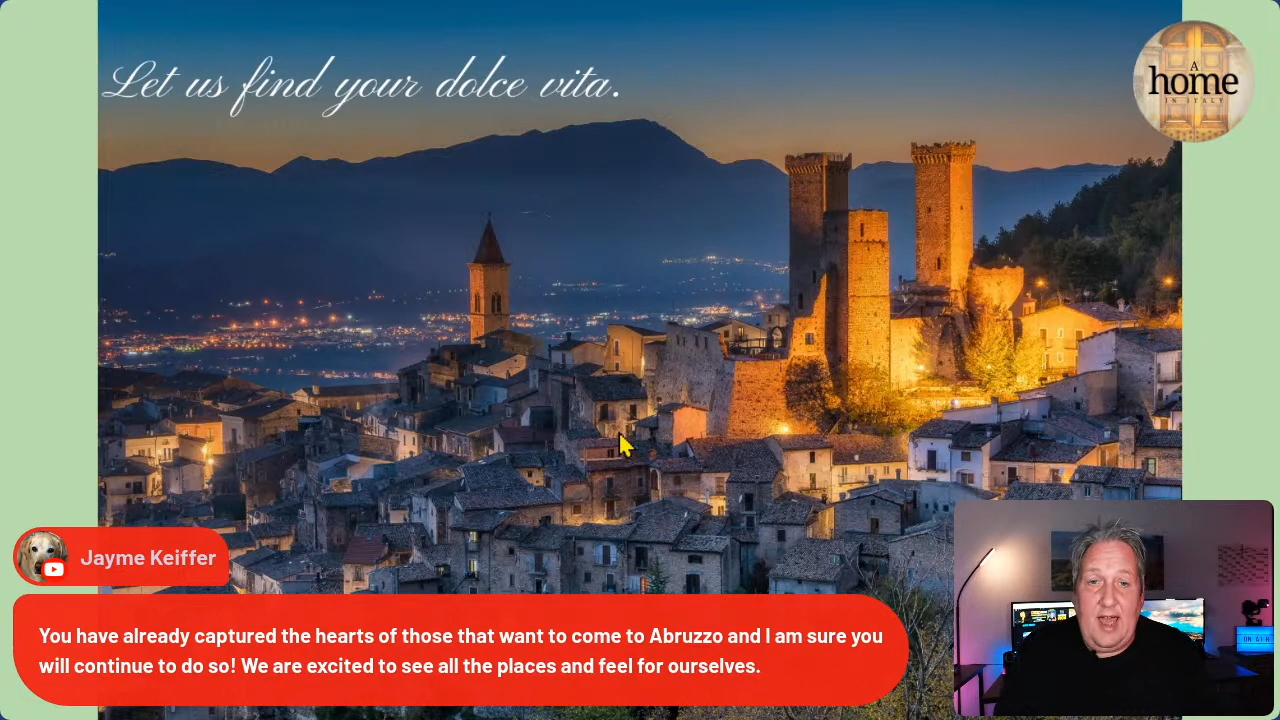 Let us find your dolce vita.
A
home
IN ITALY
Jayme Keiffer
You have already captured the hearts of those that want to come to Abruzzo and I am sure you
will continue to do so! We are excited to see all the places and feel for ourselves.
ON AIR